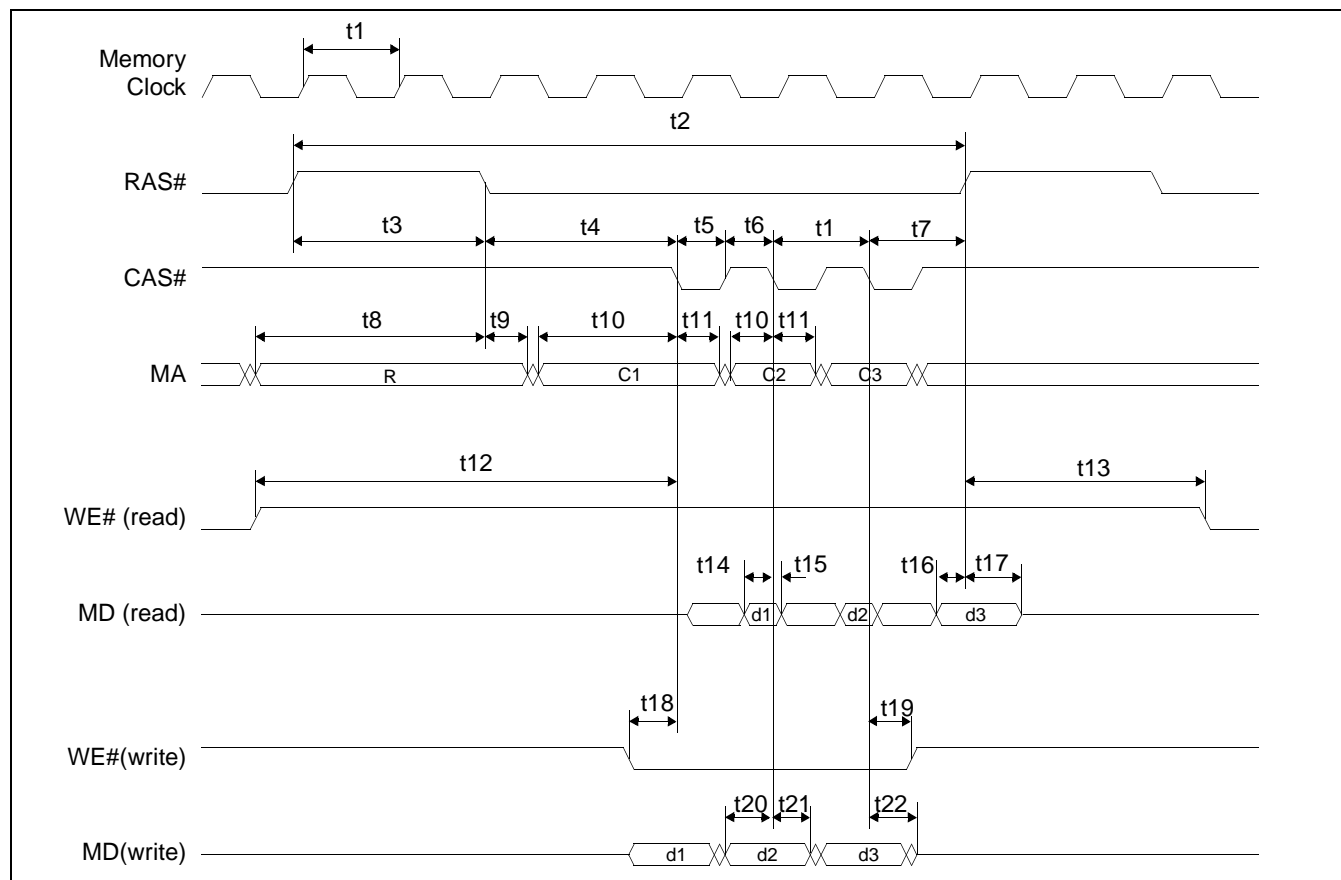 t1
Memory
Clock
t2
RAS#
t3 t4 t5 t6 t1 t7
CAS#
t8 t9 t10 t11 t10 t11
MA R C1 C2 C3
t12 t13
WE# (read)
t14 t15 t16 t17
MD (read) d1 d2 d3
t18 t19
WE#(write)
t20 t21 t22
MD(write) d1 d2 d3